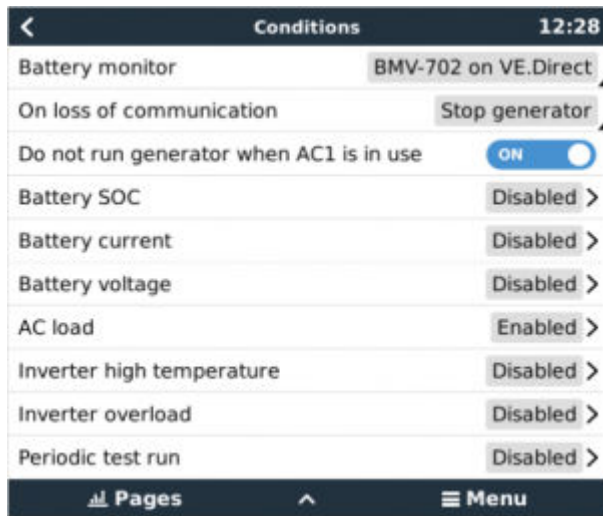 Conditions 12:28
Battery monitor BMV-702 on VE.Direct
On loss of communication Stop generator
Do not run generator when AC1 is in use ON
Battery SOC Disabled
Battery current Disabled
Battery voltage Disabled
AC load Enabled
Inverter high temperature Disabled
Inverter overload Disabled
Periodic test run Disabled
Pages Menu